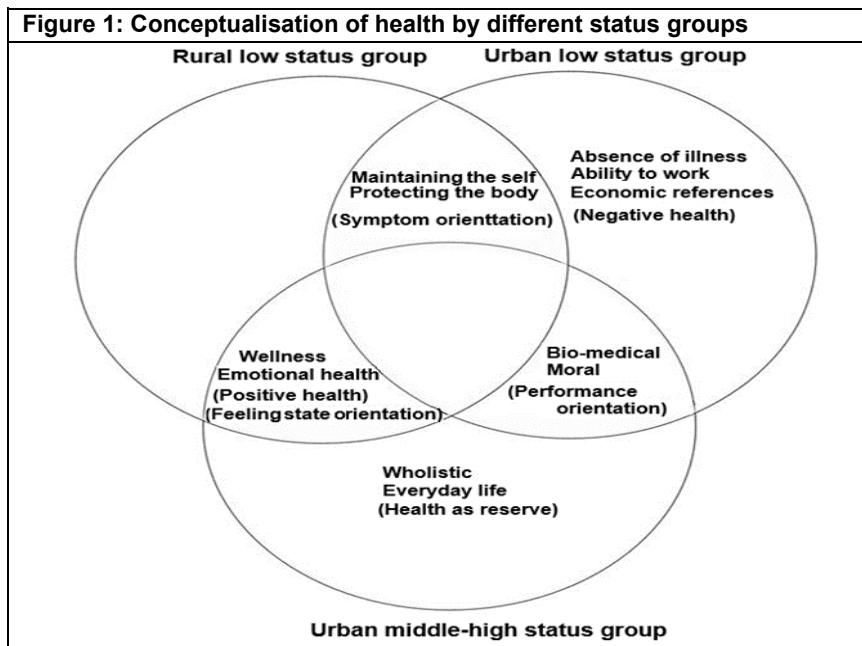 Figure 1: Conceptualisation of health by different status groups
Rural low status group
Urban low status group
Maintaining the self
Protecting the body
(Symptom orienttation)
Absence of illness
Ability to work
Economic references
(Negative health)
Wellness
Emotional health
(Positive health)
(Feeling state orientation)
Bio-medical
Moral
(Performance
orientation)
Wholistic
Everyday life
(Health as reserve)
Urban middle-high status group